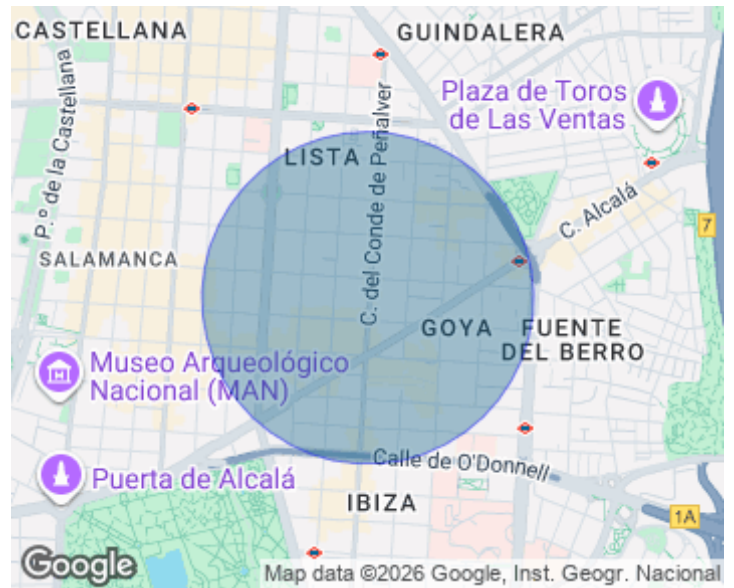 CASTELLANA
GUINDALERA
Plaza de Toros
de Las Ventas
P.º de la Castellana
LISTA
C. del Conde de Peñalver
C. Alcalá
7
SALAMANCA
GOYA
FUENTE
DEL BERRO
Museo Arqueológico
Nacional (MAN)
Calle de O'Donnell
Puerta de Alcalá
IBIZA
1A
Google
Map data ©2026 Google, Inst. Geogr. Nacional